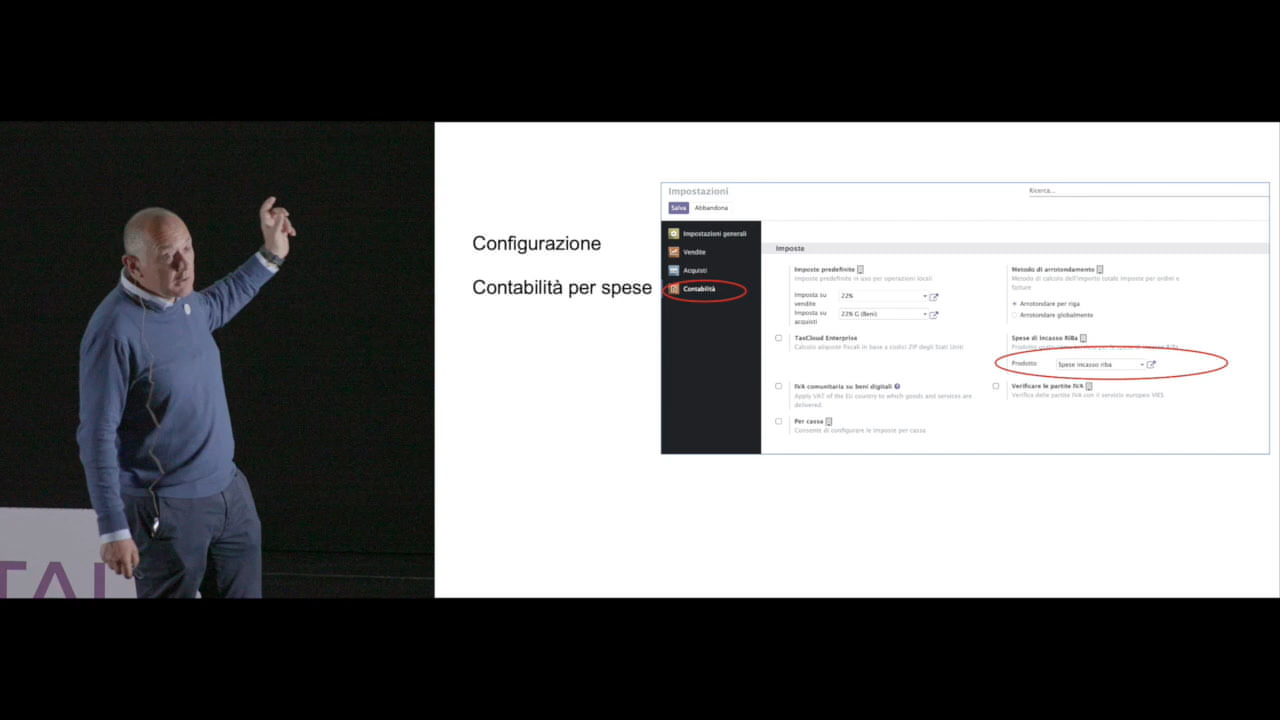 Configurazione
Contabilità per spese
Impostazioni
Ricerca...
Salva Abbandona
Impostazioni generali
Vendite
Acquisti
Contabilità
Imposte
Imposte predefinite
Imposte predefinite in uso per operazioni locali
Imposta su vendite
22%
Imposta su acquisti
22% G (Beni)
Metodo di arrotondamento
Metodo di calcolo dell'importo totale imposte per ordini e
fatture
Arrotondare per riga
Arrotondare globalmente
TaxCloud Enterprise
Calcola aliquote fiscali in base a codici ZIP degli Stati Uniti
Spese di incasso RiBa
Prodotto
Spese incasso riba
IVA comunitaria su beni digitali
Apply VAT of the EU country to which goods and services are
delivered.
Verificare le partite IVA
Verifica delle partite IVA con il servizio europeo VIES
Per cassa
Consente di configurare le imposte per cassa
TAL